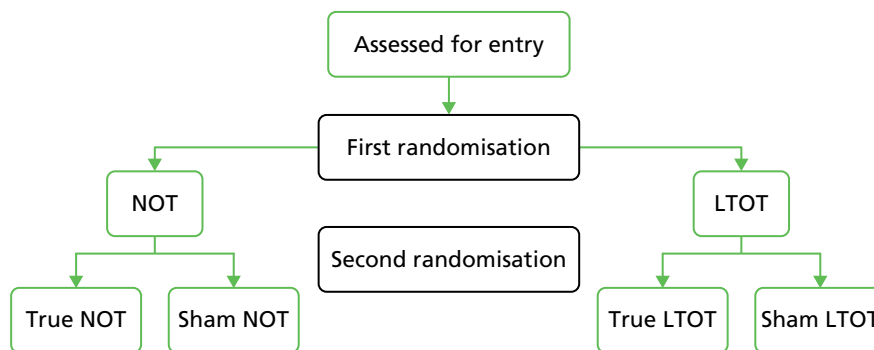 Assessed for entry
First randomisation
NOT
LTOT
Second randomisation
True NOT
Sham NOT
True LTOT
Sham LTOT